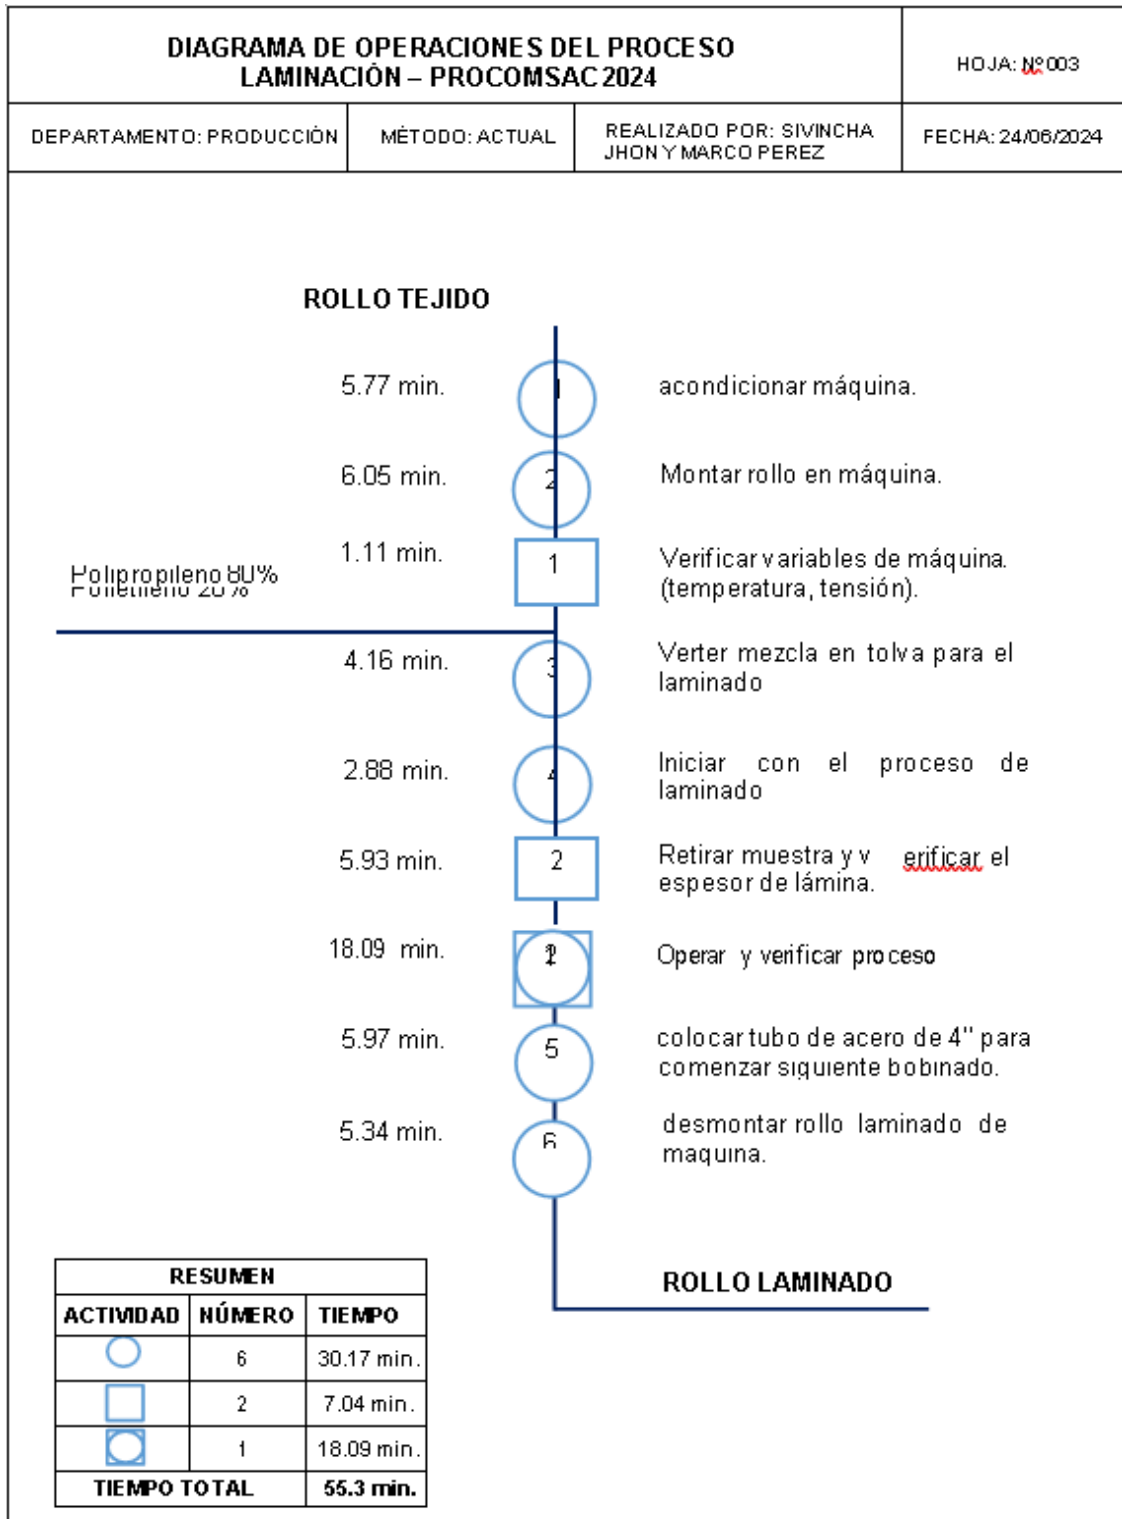 DIAGRAMA DE OPERACIONES DEL PROCESO
LAMINACIÓN – PROCOMSAC 2024
HOJA: Nº 003
DEPARTAMENTO: PRODUCCIÓN
MÉTODO: ACTUAL
REALIZADO POR: SIVINCHA
JHON Y MARCO PEREZ
FECHA: 24/06/2024
ROLLO TEJIDO
5.77 min.
acondicionar máquina.
6.05 min.
2
Montar rollo en máquina.
1.11 min.
1
Verificar variables de máquina.
(temperatura, tensión).
Polipropileno 80%
Polietileno 20%
4.16 min.
3
Verter mezcla en tolva para el
laminado
2.88 min.
4
Iniciar con el proceso de
laminado
5.93 min.
2
Retirar muestra y v erificar el
espesor de lámina.
18.09 min.
Operar y verificar proceso
5.97 min.
5
colocar tubo de acero de 4" para
comenzar siguiente bobinado.
5.34 min.
6
desmontar rollo laminado de
maquina.
ROLLO LAMINADO
RESUMEN
ACTIVIDAD NÚMERO TIEMPO
6 30.17 min.
2 7.04 min.
1 18.09 min.
TIEMPO TOTAL 55.3 min.